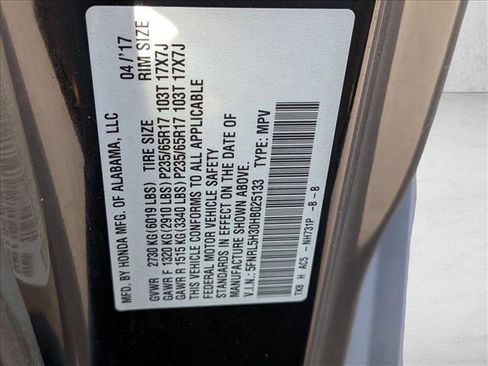 MFD. BY HONDA MFG. OF ALABAMA, LLC 04/'17
TIRE SIZE RIM SIZE
GVWR 2730 KG(6019 LBS)
GAWR F 1320 KG(2910 LBS) P235/65R17 103T 17X7J
GAWR R 1515 KG(3340 LBS) P235/65R17 103T 17X7J
THIS VEHICLE CONFORMS TO ALL APPLICABLE
FEDERAL MOTOR VEHICLE SAFETY
STANDARDS IN EFFECT ON THE DATE OF
MANUFACTURE SHOWN ABOVE.
V.I.N.: 5FNRL5H30HB025133 TYPE: MPV
TK8 H AC5 - NH731P -B -B